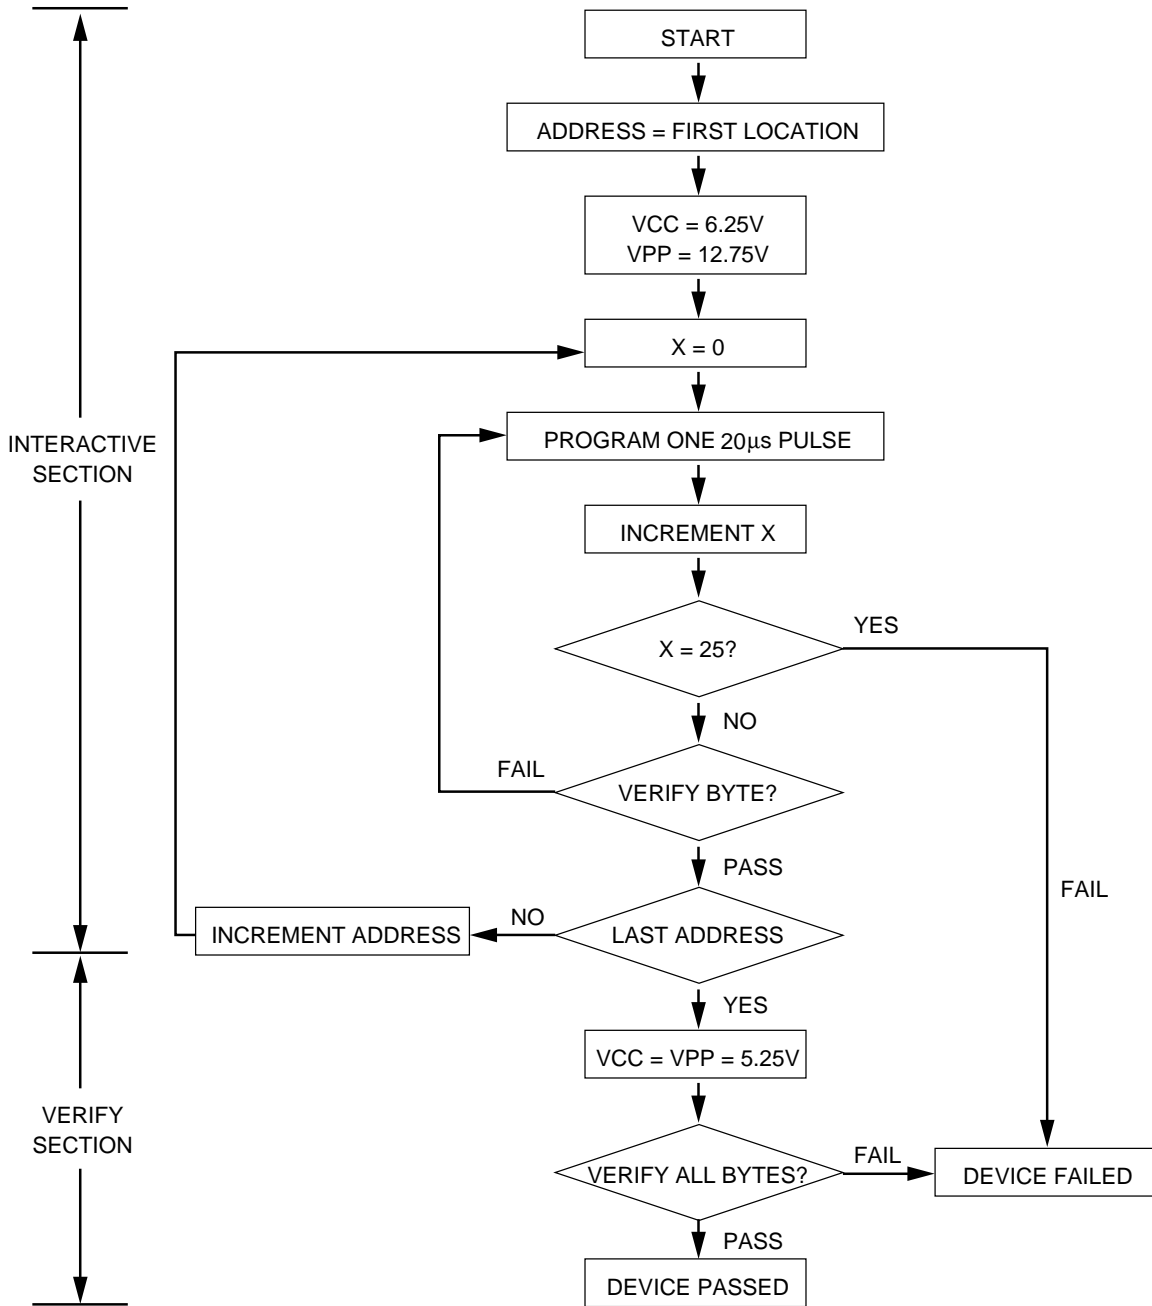 START
ADDRESS = FIRST LOCATION
VCC = 6.25V
VPP = 12.75V
X = 0
INTERACTIVE
SECTION
PROGRAM ONE 20µs PULSE
INCREMENT X
X = 25?
YES
NO
FAIL
VERIFY BYTE?
PASS
FAIL
INCREMENT ADDRESS
NO
LAST ADDRESS
YES
VCC = VPP = 5.25V
VERIFY
SECTION
VERIFY ALL BYTES?
FAIL
DEVICE FAILED
PASS
DEVICE PASSED